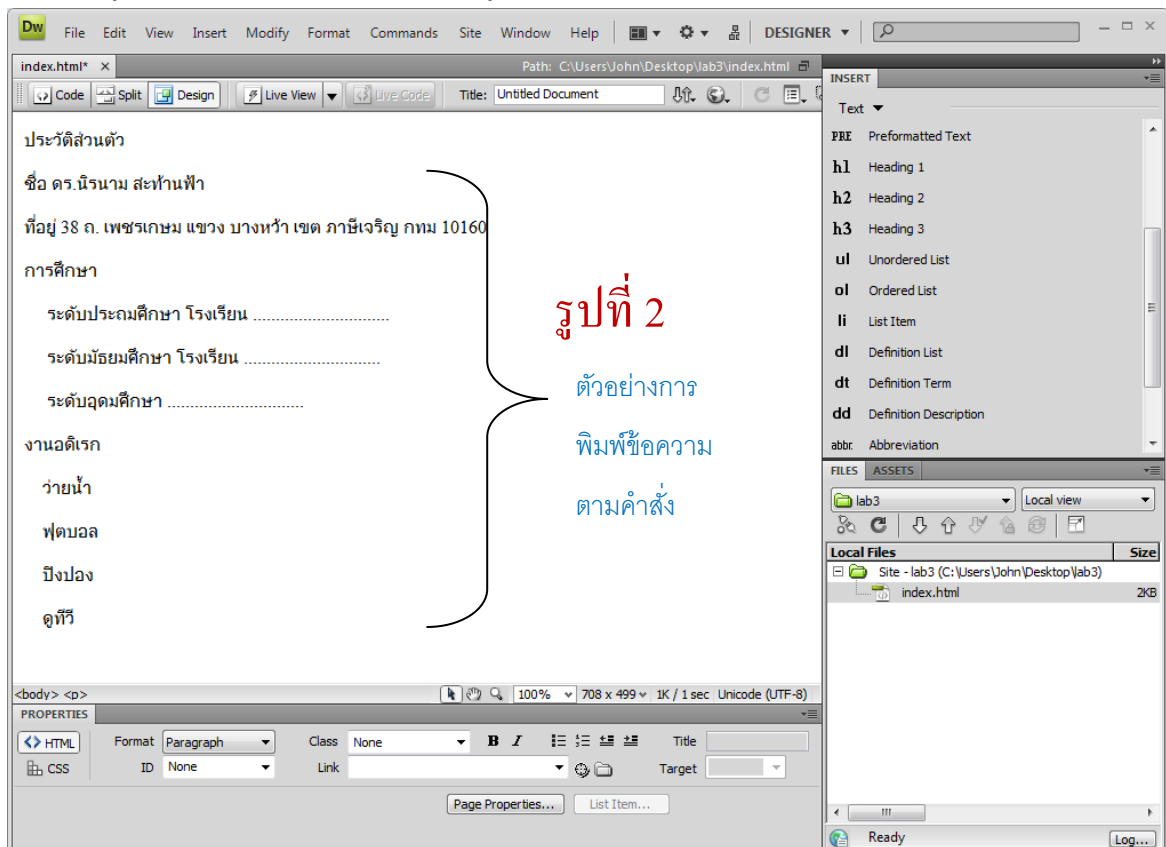 Dw File Edit View Insert Modify Format Commands Site Window Help DESIGNER
index.html* Path: C:\Users\John\Desktop\lab3\index.html
Code Split Design Live View Live Code Title: Untitled Document
ประวัติส่วนตัว
ชื่อ ดร.นิรนาม สะท้านฟ้า
ที่อยู่ 38 ถ. เพชรเกษม แขวง บางหว้า เขต ภาษีเจริญ กทม 10160
การศึกษา
ระดับประถมศึกษา โรงเรียน ..............................
ระดับมัธยมศึกษา โรงเรียน ..............................
ระดับอุดมศึกษา ..............................
งานอดิเรก
ว่ายน้ำ
ฟุตบอล
ปิงปอง
ดูทีวี
รูปที่ 2
ตัวอย่างการ
พิมพ์ข้อความ
ตามคำสั่ง
<body> <p> 100% 708 x 499 1K / 1 sec Unicode (UTF-8)
PROPERTIES
HTML Format Paragraph Class None B I Title
CSS ID None Link Target
Page Properties... List Item...
INSERT
Text
PRE Preformatted Text
h1 Heading 1
h2 Heading 2
h3 Heading 3
ul Unordered List
ol Ordered List
li List Item
dl Definition List
dt Definition Term
dd Definition Description
abbr. Abbreviation
FILES ASSETS
lab3 Local view
Local Files Size
Site - lab3 (C:\Users\John\Desktop\lab3)
index.html 2KB
Ready Log...